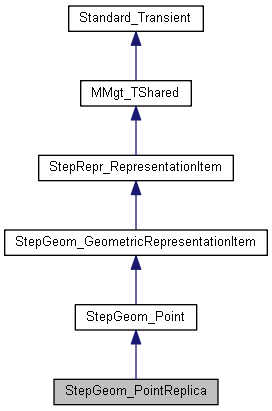 Standard_Transient
MMgt_TShared
StepRepr_RepresentationItem
StepGeom_GeometricRepresentationItem
StepGeom_Point
StepGeom_PointReplica